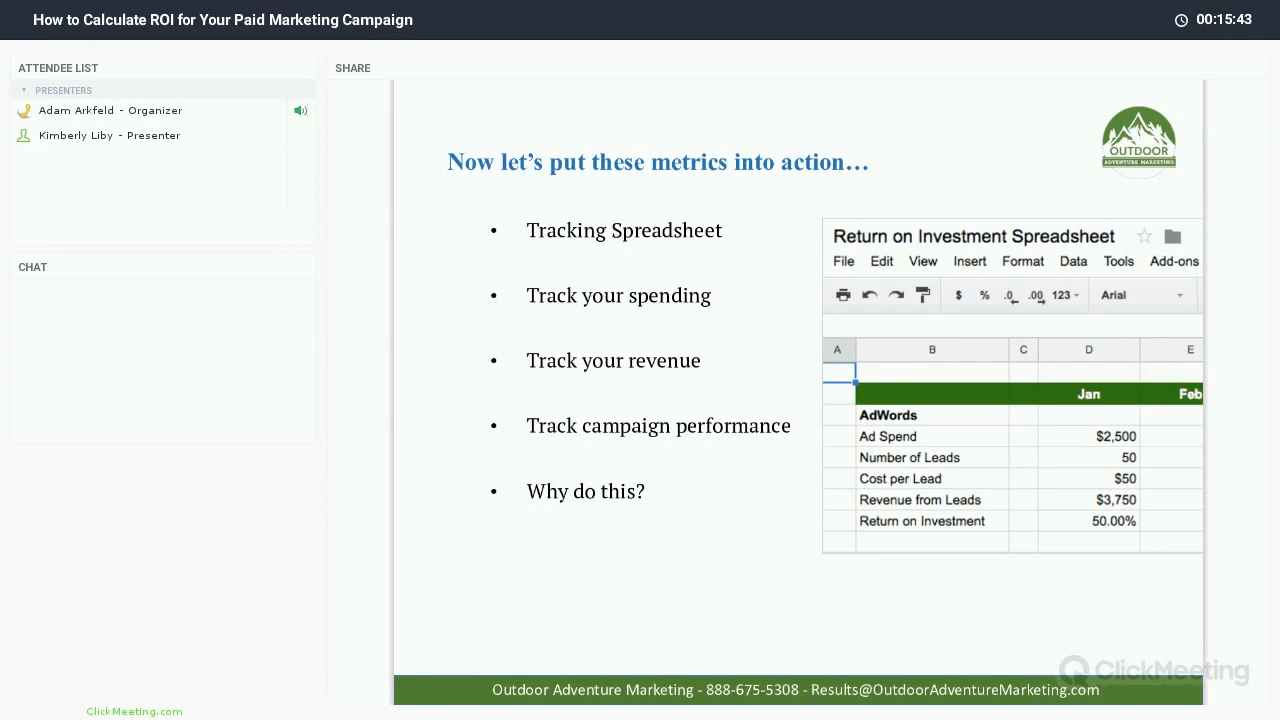 How to Calculate ROI for Your Paid Marketing Campaign
00:15:43
ATTENDEE LIST
PRESENTERS
Adam Arkfeld - Organizer
Kimberly Liby - Presenter
CHAT
SHARE
OUTDOOR
ADVENTURE MARKETING
Now let’s put these metrics into action…
• Tracking Spreadsheet
• Track your spending
• Track your revenue
• Track campaign performance
• Why do this?
Return on Investment Spreadsheet
File Edit View Insert Format Data Tools Add-ons
$ % .0 .00 123 Arial
A B C D E
Jan Feb
AdWords
Ad Spend $2,500
Number of Leads 50
Cost per Lead $50
Revenue from Leads $3,750
Return on Investment 50.00%
ClickMeeting
Outdoor Adventure Marketing - 888-675-5308 - Results@OutdoorAdventureMarketing.com
ClickMeeting.com